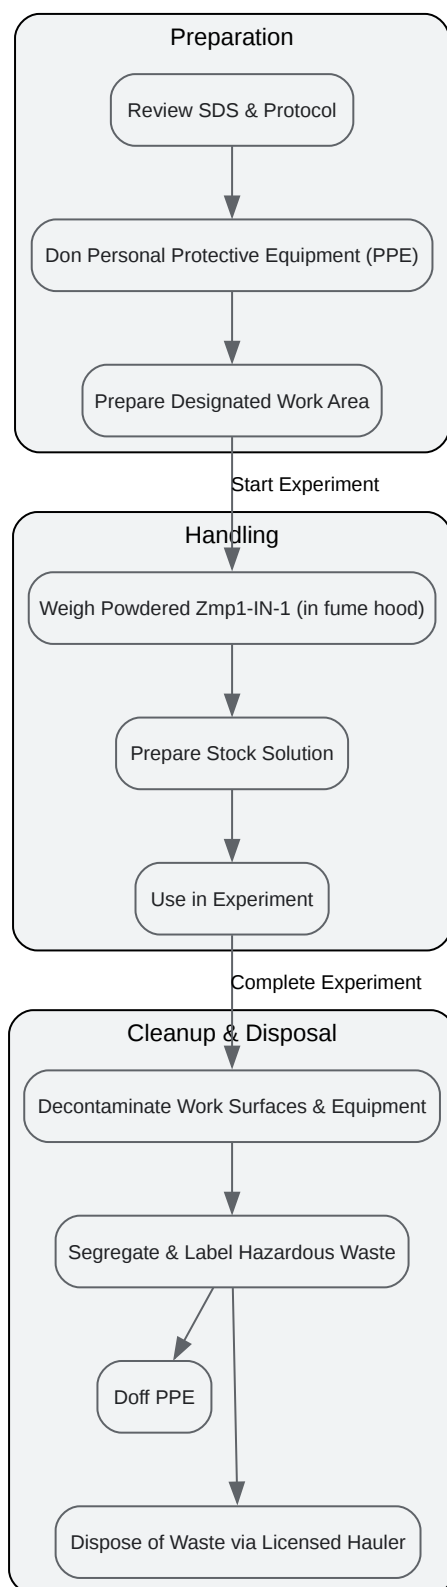 Preparation
Review SDS & Protocol
Don Personal Protective Equipment (PPE)
Prepare Designated Work Area
Start Experiment
Handling
Weigh Powdered Zmp1-IN-1 (in fume hood)
Prepare Stock Solution
Use in Experiment
Complete Experiment
Cleanup & Disposal
Decontaminate Work Surfaces & Equipment
Segregate & Label Hazardous Waste
Doff PPE
Dispose of Waste via Licensed Hauler